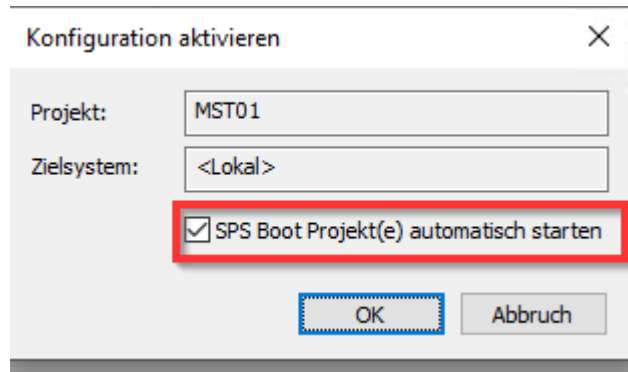 Konfiguration aktivieren
Projekt: MST01
Zielsystem: <Lokal>
SPS Boot Projekt(e) automatisch starten
OK Abbruch